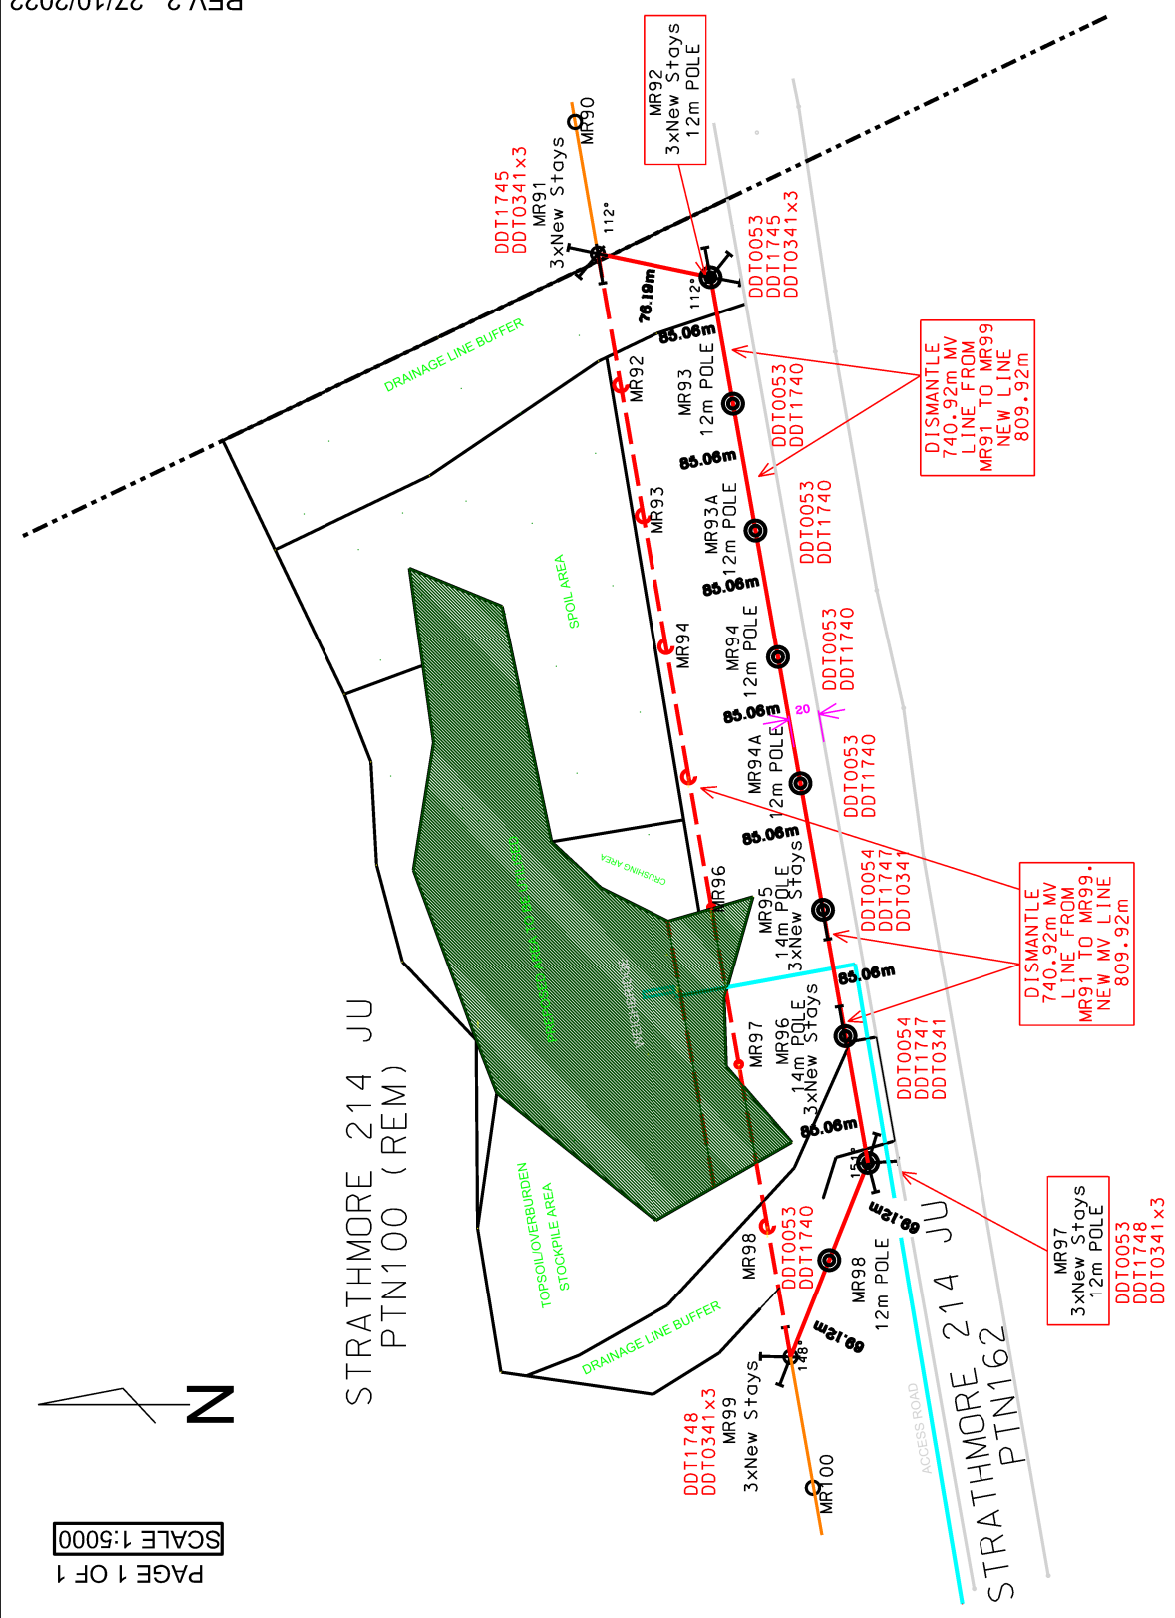 REV 2 27/10/2022
MR90
DDT1745
DDT0341x3
MR91
3xNew Stays
112°
MR92
3xNew Stays
12m POLE
76.19m
112°
DDT0053
DDT1745
DDT0341x3
DRAINAGE LINE BUFFER
MR92
85.06m
MR93
12m POLE
DDT0053
DDT1740
DISMANTLE
740.92m MV
LINE FROM
MR91 TO MR99
NEW LINE
809.92m
85.06m
MR93
MR93A
12m POLE
DDT0053
DDT1740
SPOIL AREA
85.06m
MR94
MR94
12m POLE
DDT0053
DDT1740
85.06m
20
MR94A
12m POLE
DDT0053
DDT1740
85.06m
CRUSHING AREA
MR96
MR95
14m POLE
3xNew Stays
DDT0054
DDT1747
DDT0341
DISMANTLE
740.92m MV
LINE FROM
MR91 TO MR99.
NEW MV LINE
809.92m
85.06m
WEIGHBRIDGE
MR97
MR96
14m POLE
3xNew Stays
DDT0054
DDT1747
DDT0341
85.06m
STRATHMORE 214 JU
PTN100 (REM)
TOPSOIL/OVERBURDEN
STOCKPILE AREA
151°
MR97
3xNew Stays
12m POLE
DDT0053
DDT1748
DDT0341x3
69.12m
MR98
DDT0053
DDT1740
MR98
12m POLE
DRAINAGE LINE BUFFER
69.12m
148°
DDT1748
DDT0341x3
MR99
3xNew Stays
MR100
ACCESS ROAD
STRATHMORE 214 JU
PTN162
N
SCALE 1:5000
PAGE 1 OF 1